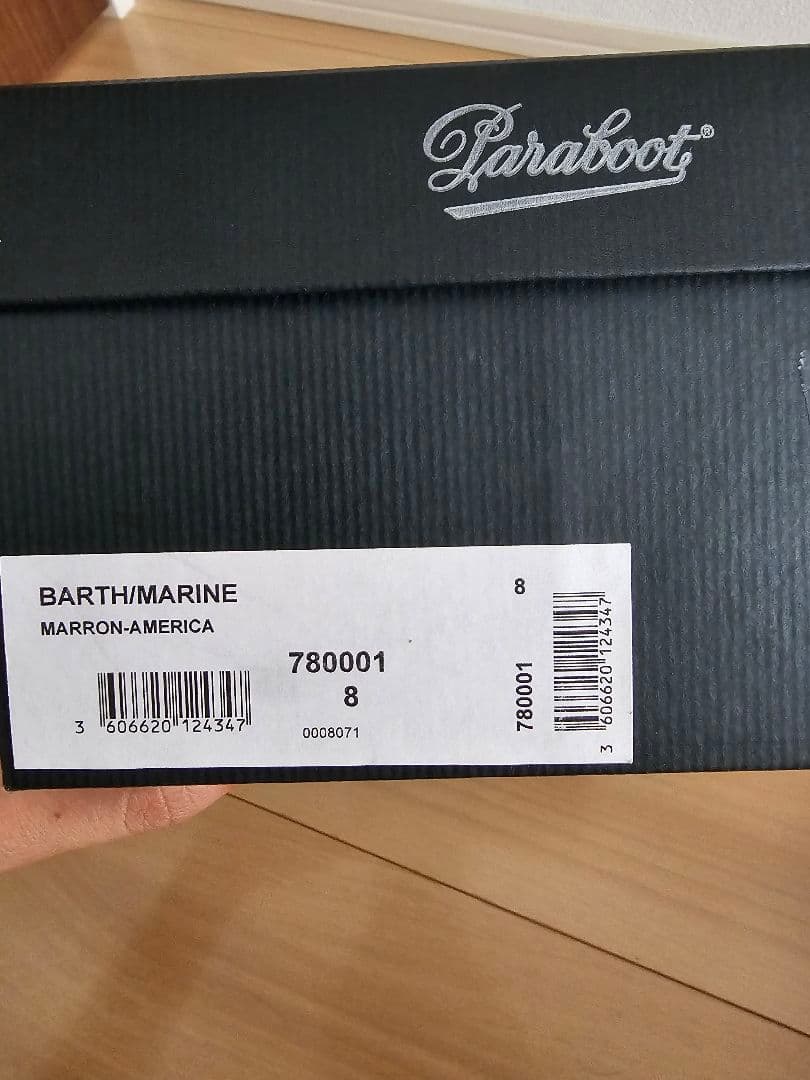 Paraboot®
BARTH/MARINE
MARRON-AMERICA
780001
8
0008071
3 606620 124347
8
780001
3 606620 124347